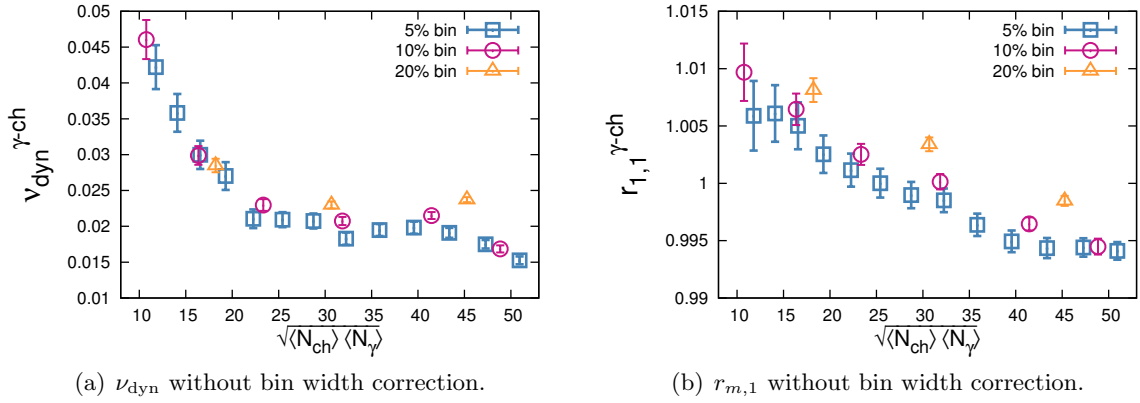 0.05
0.045
0.04
0.035
0.03
0.025
0.02
0.015
0.01
ν_dyn^γ-ch
5% bin
10% bin
20% bin
10 15 20 25 30 35 40 45 50
√⟨N_ch⟩ ⟨N_γ⟩
(a) ν_dyn without bin width correction.
1.015
1.01
1.005
1
0.995
0.99
r_1,1^γ-ch
5% bin
10% bin
20% bin
10 15 20 25 30 35 40 45 50
√⟨N_ch⟩ ⟨N_γ⟩
(b) r_m,1 without bin width correction.